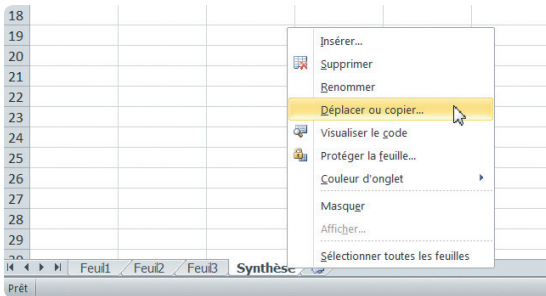 18
19
20
21
22
23
24
25
26
27
28
29
Insérer...
Supprimer
Renommer
Déplacer ou copier...
Visualiser le code
Protéger la feuille...
Couleur d'onglet
Masquer
Afficher...
Sélectionner toutes les feuilles
Feuil1 Feuil2 Feuil3 Synthèse
Prêt